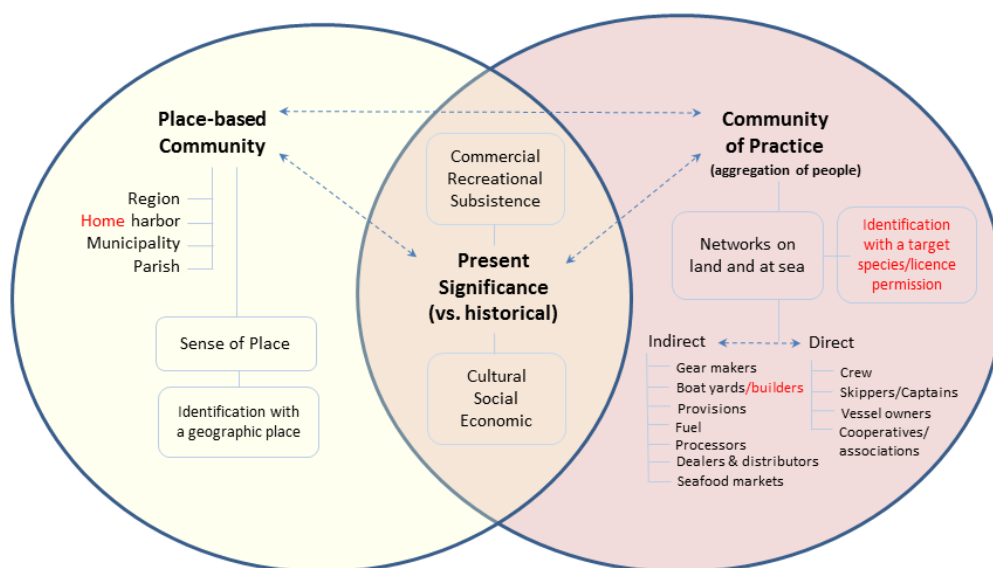 Place-based
Community
Region
Home harbor
Municipality
Parish
Sense of Place
Identification with
a geographic place
Commercial
Recreational
Subsistence
Present
Significance
(vs. historical)
Cultural
Social
Economic
Community
of Practice
(aggregation of people)
Networks on
land and at sea
Identification
with a target
species/licence
permission
Indirect
Gear makers
Boat yards/builders
Provisions
Fuel
Processors
Dealers & distributors
Seafood markets
Direct
Crew
Skippers/Captains
Vessel owners
Cooperatives/
associations